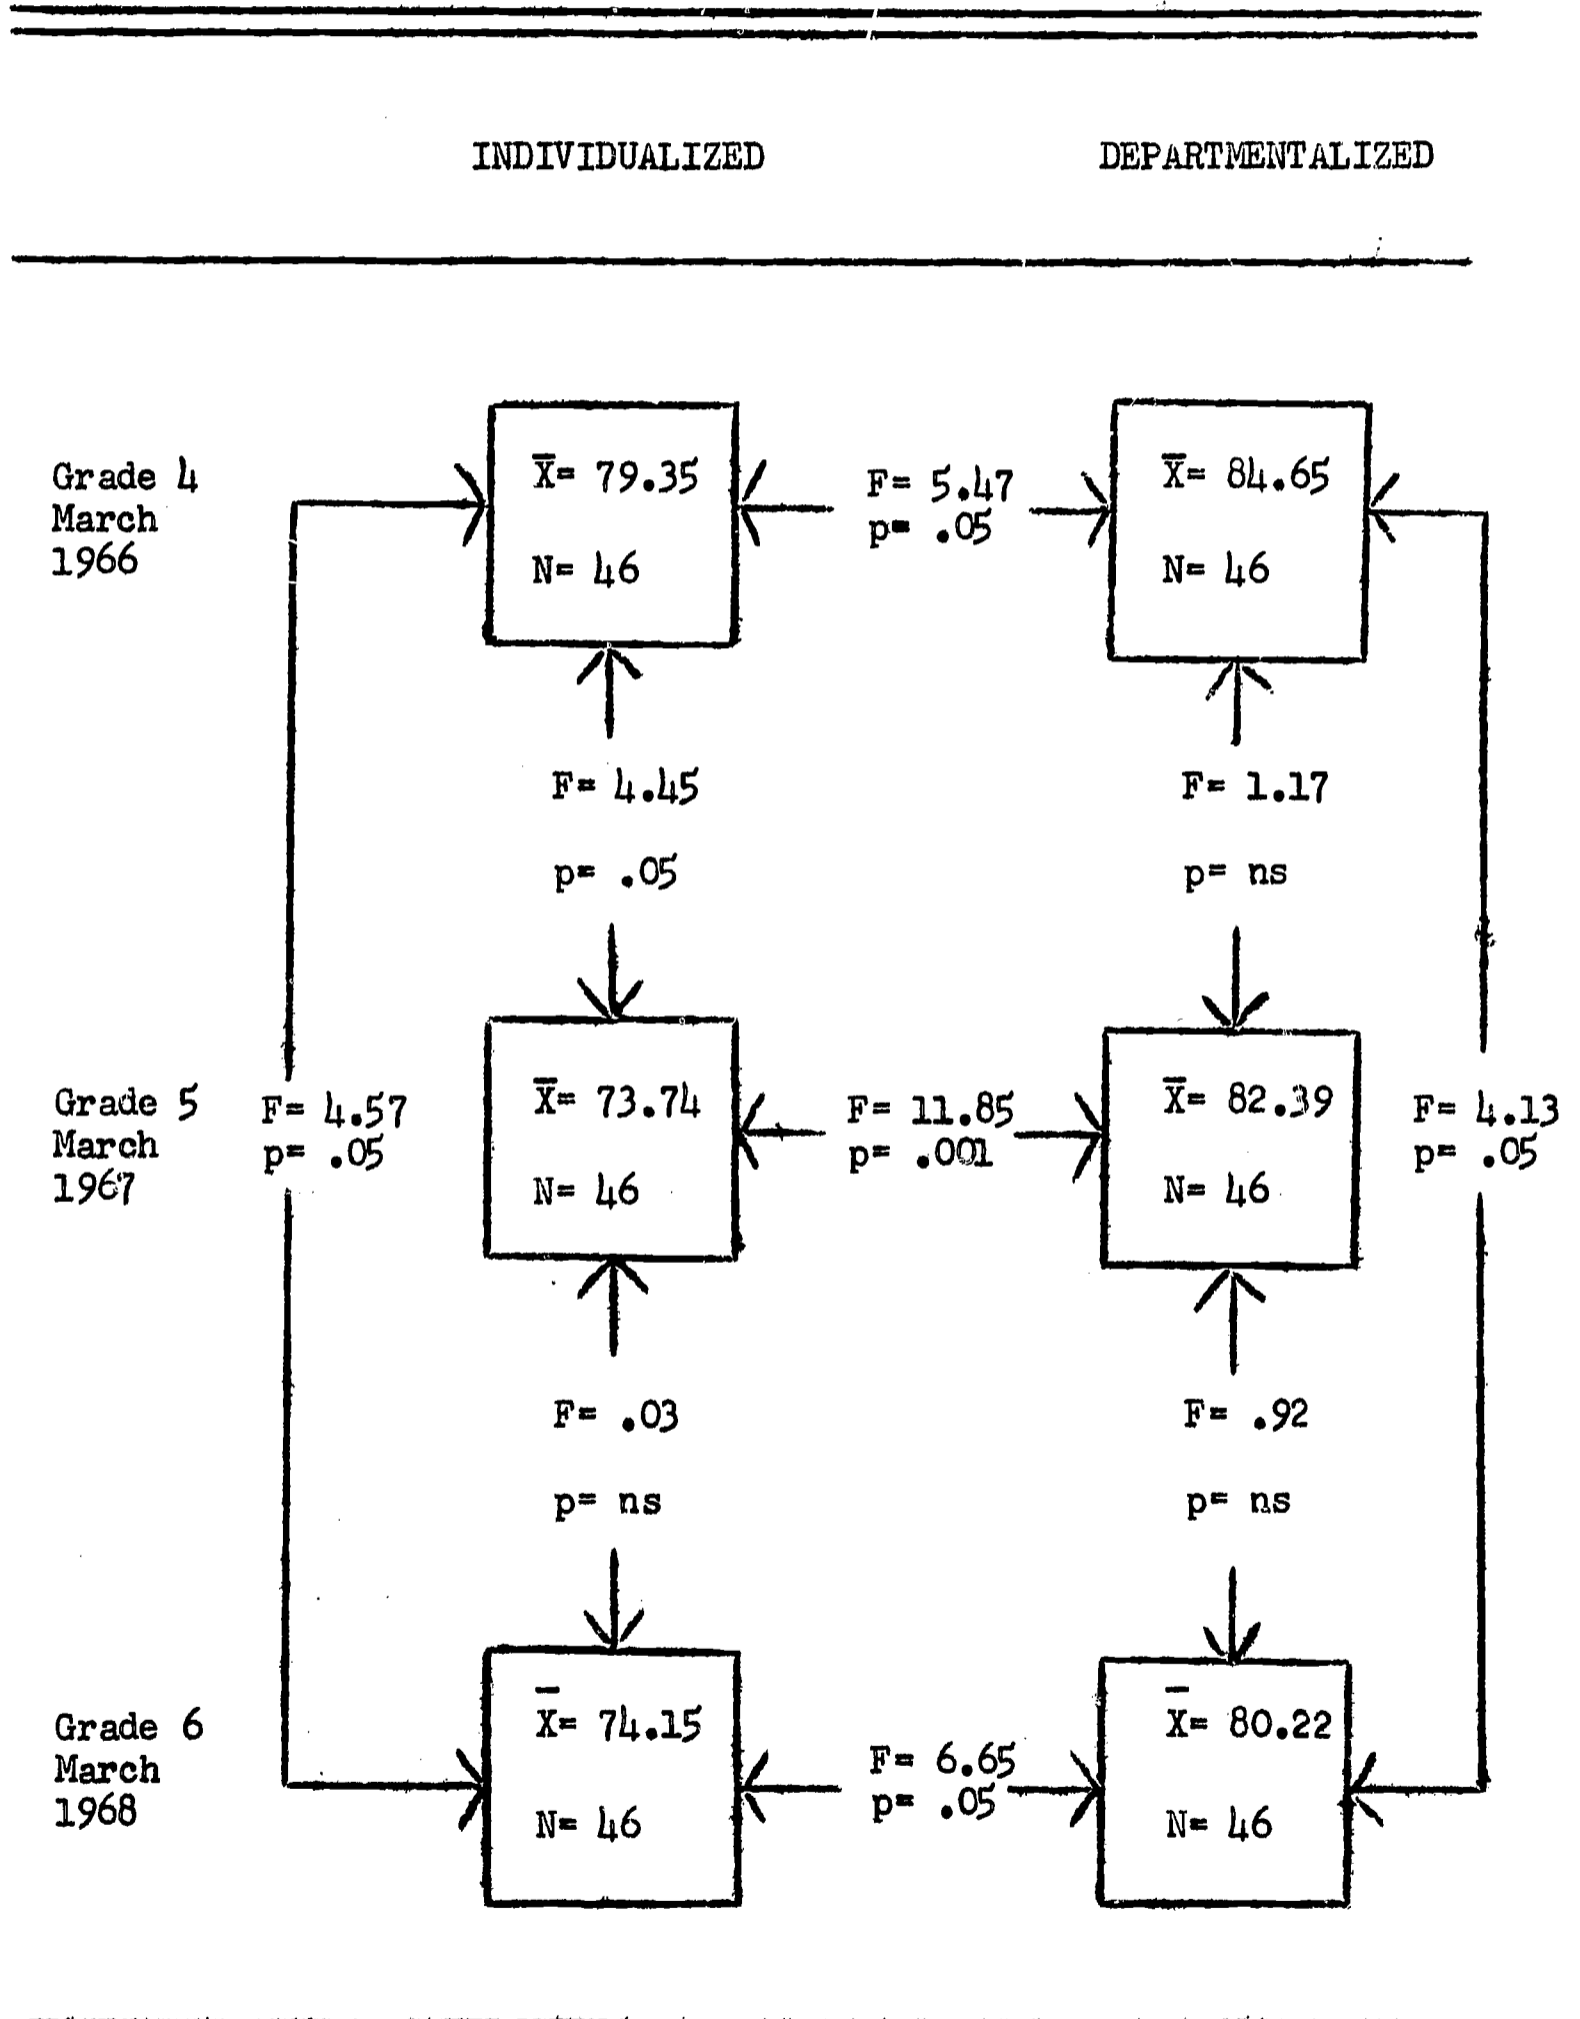 INDIVIDUALIZED DEPARTMENTALIZED
Grade 4
March
1966
X̅= 79.35
N= 46
F= 5.47
p= .05
X̅= 84.65
N= 46
F= 4.45
p= .05
F= 1.17
p= ns
Grade 5
March
1967
F= 4.57
p= .05
X̅= 73.74
N= 46
F= 11.85
p= .001
X̅= 82.39
N= 46
F= 4.13
p= .05
F= .03
p= ns
F= .92
p= ns
Grade 6
March
1968
X̅= 74.15
N= 46
F= 6.65
p= .05
X̅= 80.22
N= 46